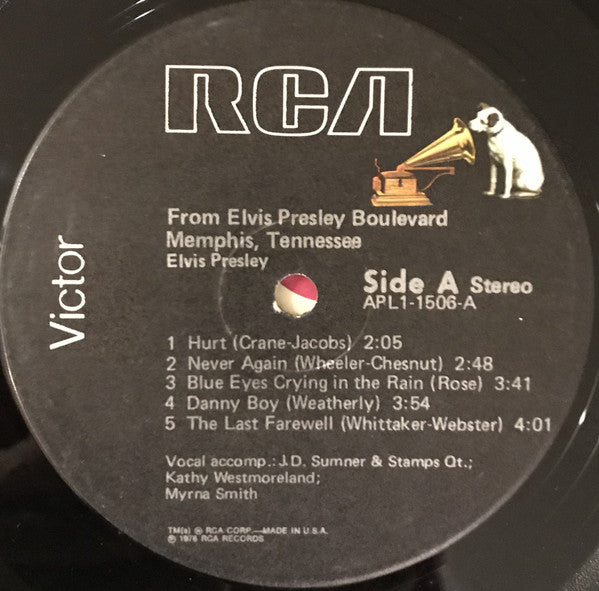 RCA
From Elvis Presley Boulevard
Memphis, Tennessee
Elvis Presley
Victor
Side A Stereo
APL1-1506-A
1 Hurt (Crane-Jacobs) 2:05
2 Never Again (Wheeler-Chesnut) 2:48
3 Blue Eyes Crying in the Rain (Rose) 3:41
4 Danny Boy (Weatherly) 3:54
5 The Last Farewell (Whittaker-Webster) 4:01
Vocal accomp.: J.D. Sumner & Stamps Qt.;
Kathy Westmoreland;
Myrna Smith
TM(s) ® RCA CORP.—MADE IN U.S.A.
℗ 1976 RCA RECORDS